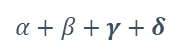 α + β + γ + δ